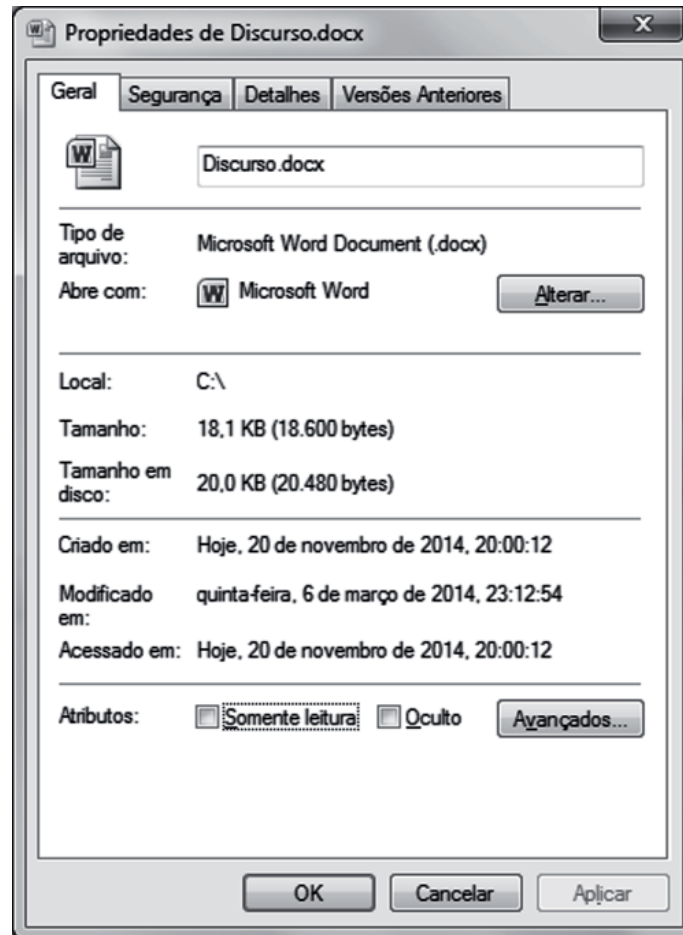 Propriedades de Discurso.docx
X
Geral Segurança Detalhes Versões Anteriores
W
Discurso.docx
Tipo de
arquivo: Microsoft Word Document (.docx)
Abre com: W Microsoft Word Alterar...
Local: C:\
Tamanho: 18,1 KB (18.600 bytes)
Tamanho em
disco: 20,0 KB (20.480 bytes)
Criado em: Hoje, 20 de novembro de 2014, 20:00:12
Modificado
em: quinta-feira, 6 de março de 2014, 23:12:54
Acessado em: Hoje, 20 de novembro de 2014, 20:00:12
Atributos: Somente leitura Oculto Avançados...
OK Cancelar Aplicar